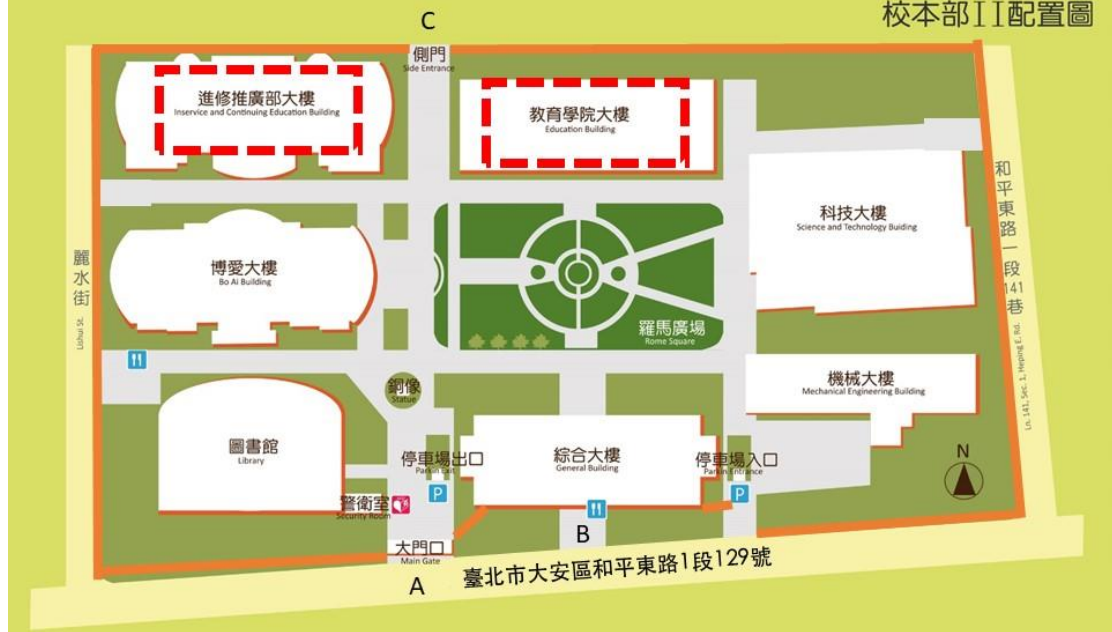 校本部II配置圖
C
側門
Side Entrance
進修推廣部大樓
Inservice and Continuing Education Building
教育學院大樓
Education Building
科技大樓
Science and Technology Buiding
和平東路一段141巷
Ln. 141, Sec. 1, Heping E. Rd.
麗水街
Lishui St.
博愛大樓
Bo Ai Building
羅馬廣場
Rome Square
機械大樓
Mechanical Engineering Building
銅像
Statue
圖書館
Library
停車場出口
Parkin Exit
P
綜合大樓
General Building
停車場入口
Parkin Entrance
P
N
警衛室
Security Room
大門口
Main Gate
A
B
臺北市大安區和平東路1段129號